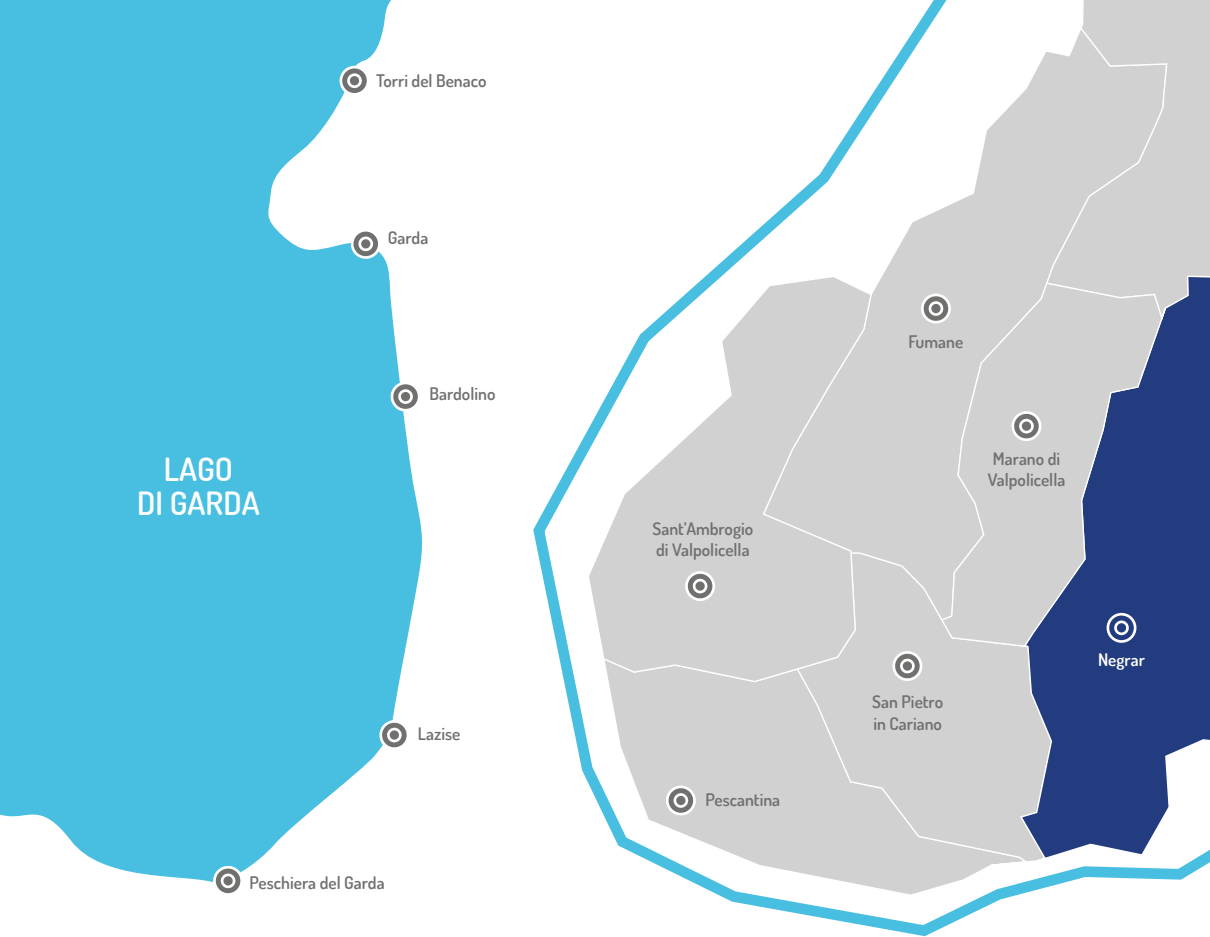 Torri del Benaco
Garda
Fumane
Bardolino
Marano di
Valpolicella
LAGO
DI GARDA
Sant'Ambrogio
di Valpolicella
Negrar
San Pietro
in Cariano
Lazise
Pescantina
Peschiera del Garda